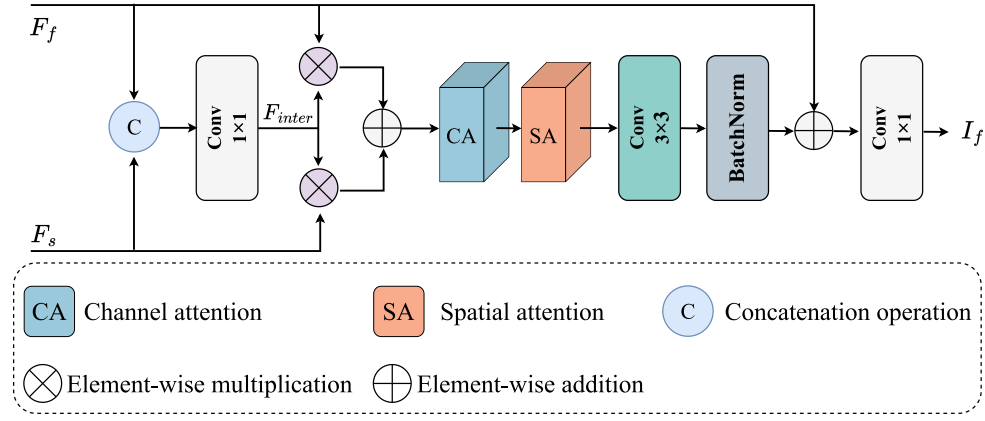 F_f
C
Conv 1×1
F_inter
CA
SA
Conv 3×3
BatchNorm
Conv 1×1
I_f
F_s
CA Channel attention
SA Spatial attention
C Concatenation operation
Element-wise multiplication
Element-wise addition